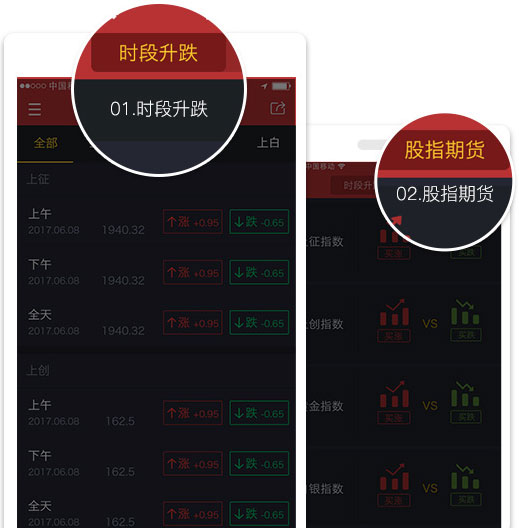 时段升跌
01.时段升跌
中国移
全部
上白
上征
上午
2017.06.08
1940.32
涨 +0.95
跌 -0.65
下午
2017.06.08
1940.32
涨 +0.95
跌 -0.65
全天
2017.06.08
1940.32
涨 +0.95
跌 -0.65
上创
上午
2017.06.08
162.5
涨 +0.95
跌 -0.65
下午
2017.06.08
162.5
涨 +0.95
跌 -0.65
全天
2017.06.08
162.5
涨 +0.95
跌 -0.65
股指期货
02.股指期货
中国移动
时段升
征指数
买涨
买跌
创指数
VS
买涨
买跌
金指数
VS
买涨
买跌
银指数
VS
买涨
买跌